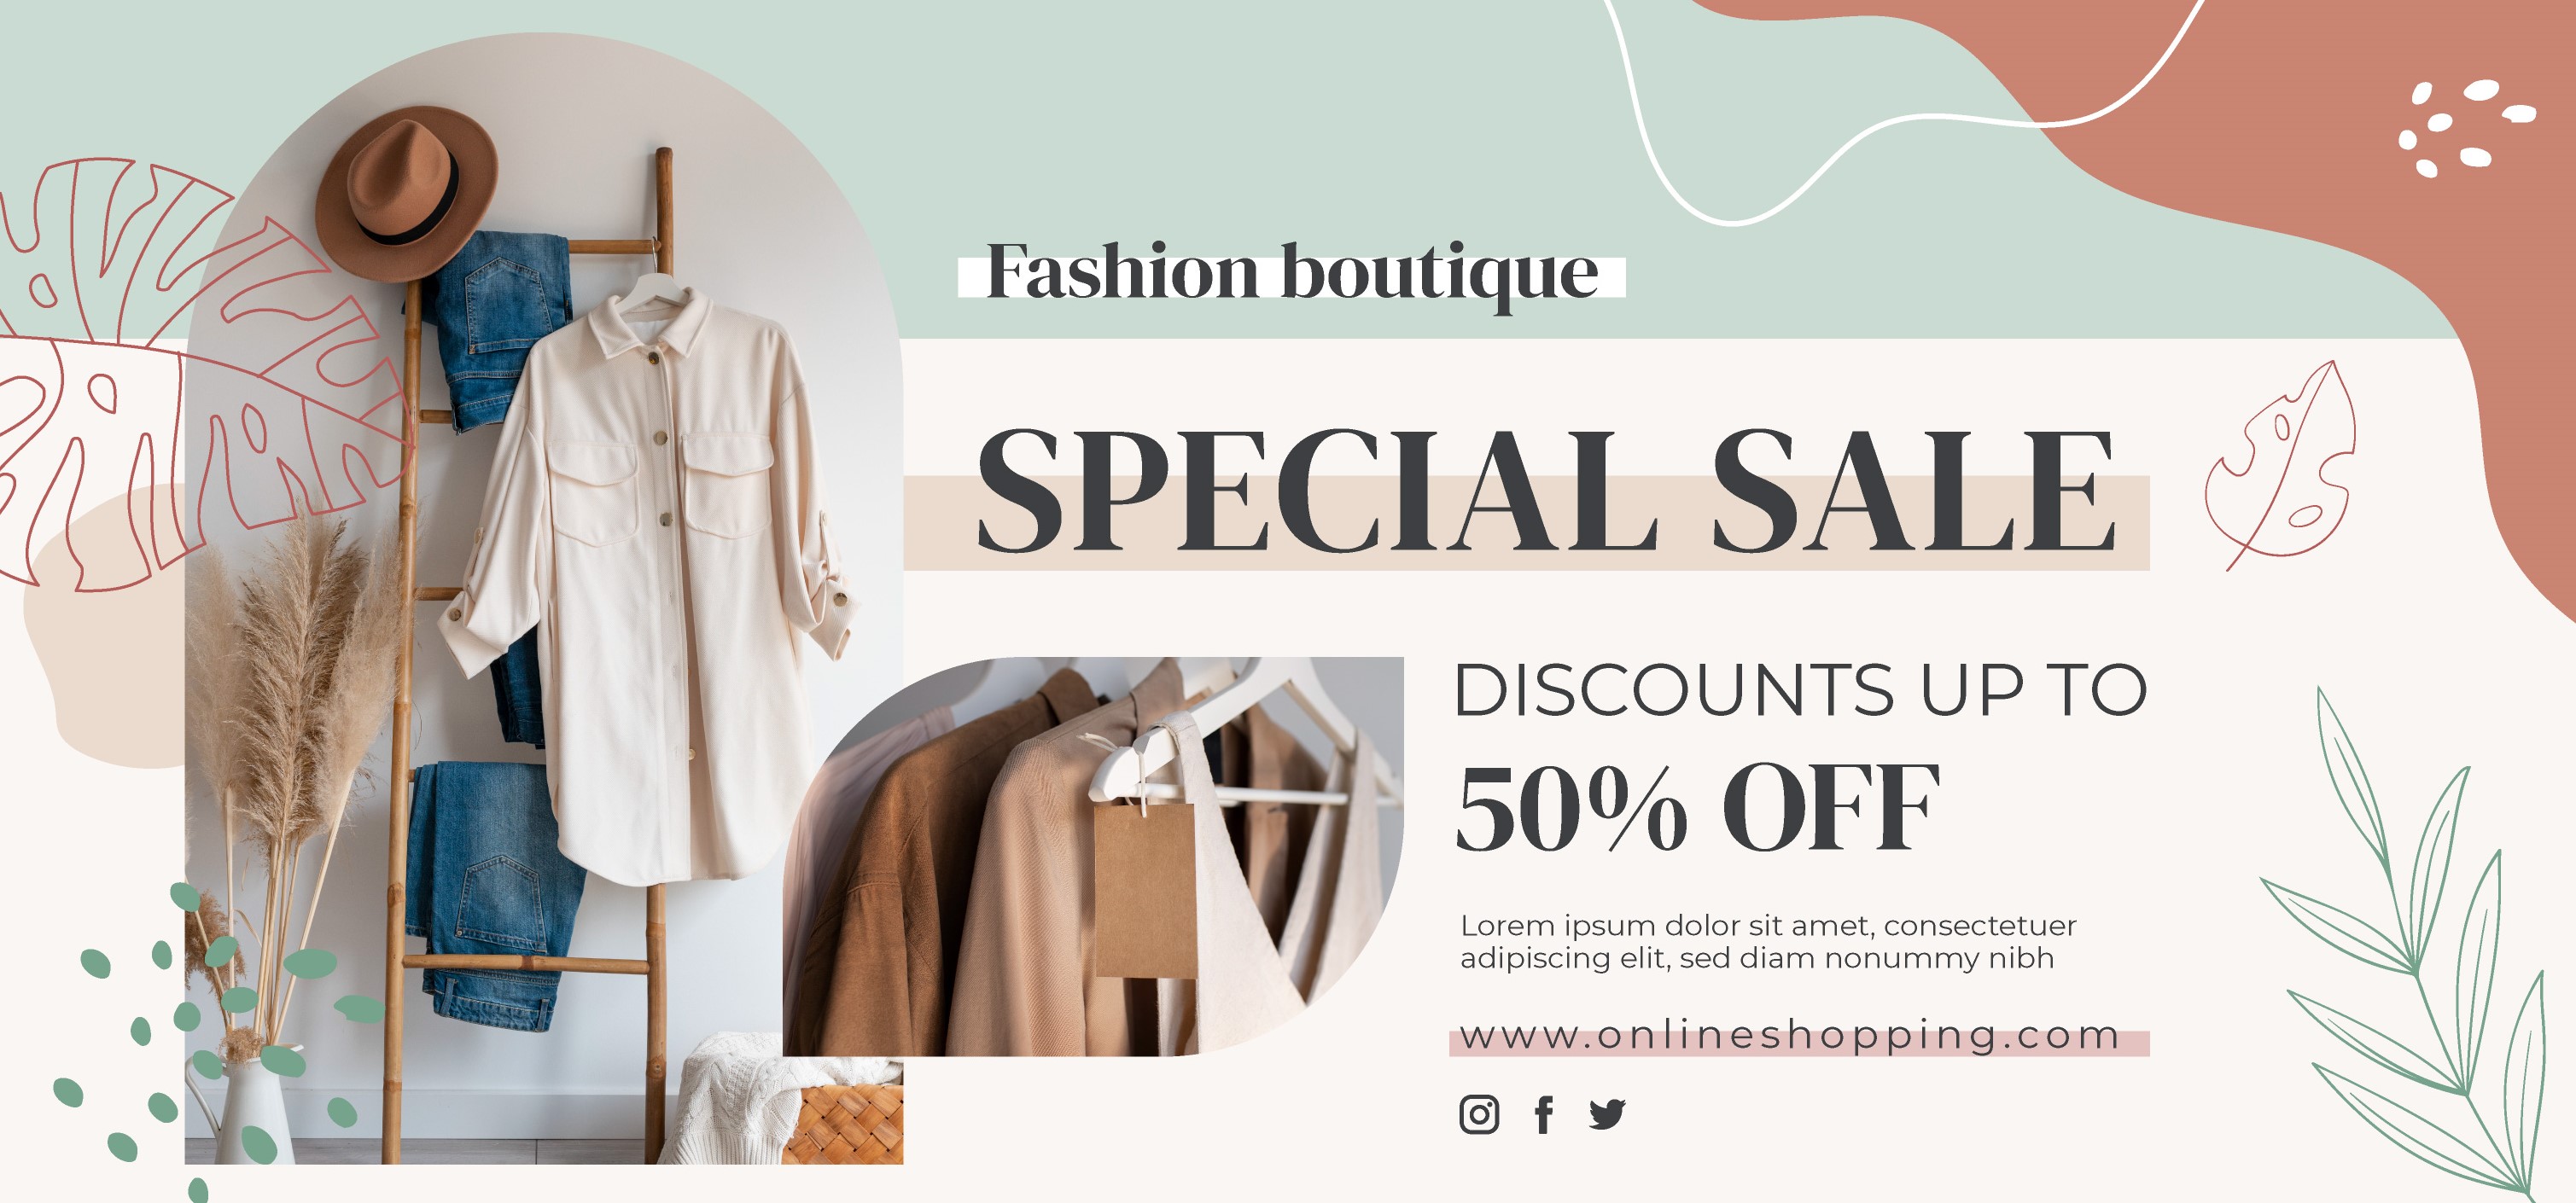 Fashion boutique
SPECIAL SALE
DISCOUNTS UP TO
50% OFF
Lorem ipsum dolor sit amet, consectetuer
adipiscing elit, sed diam nonummy nibh
www.onlineshopping.com